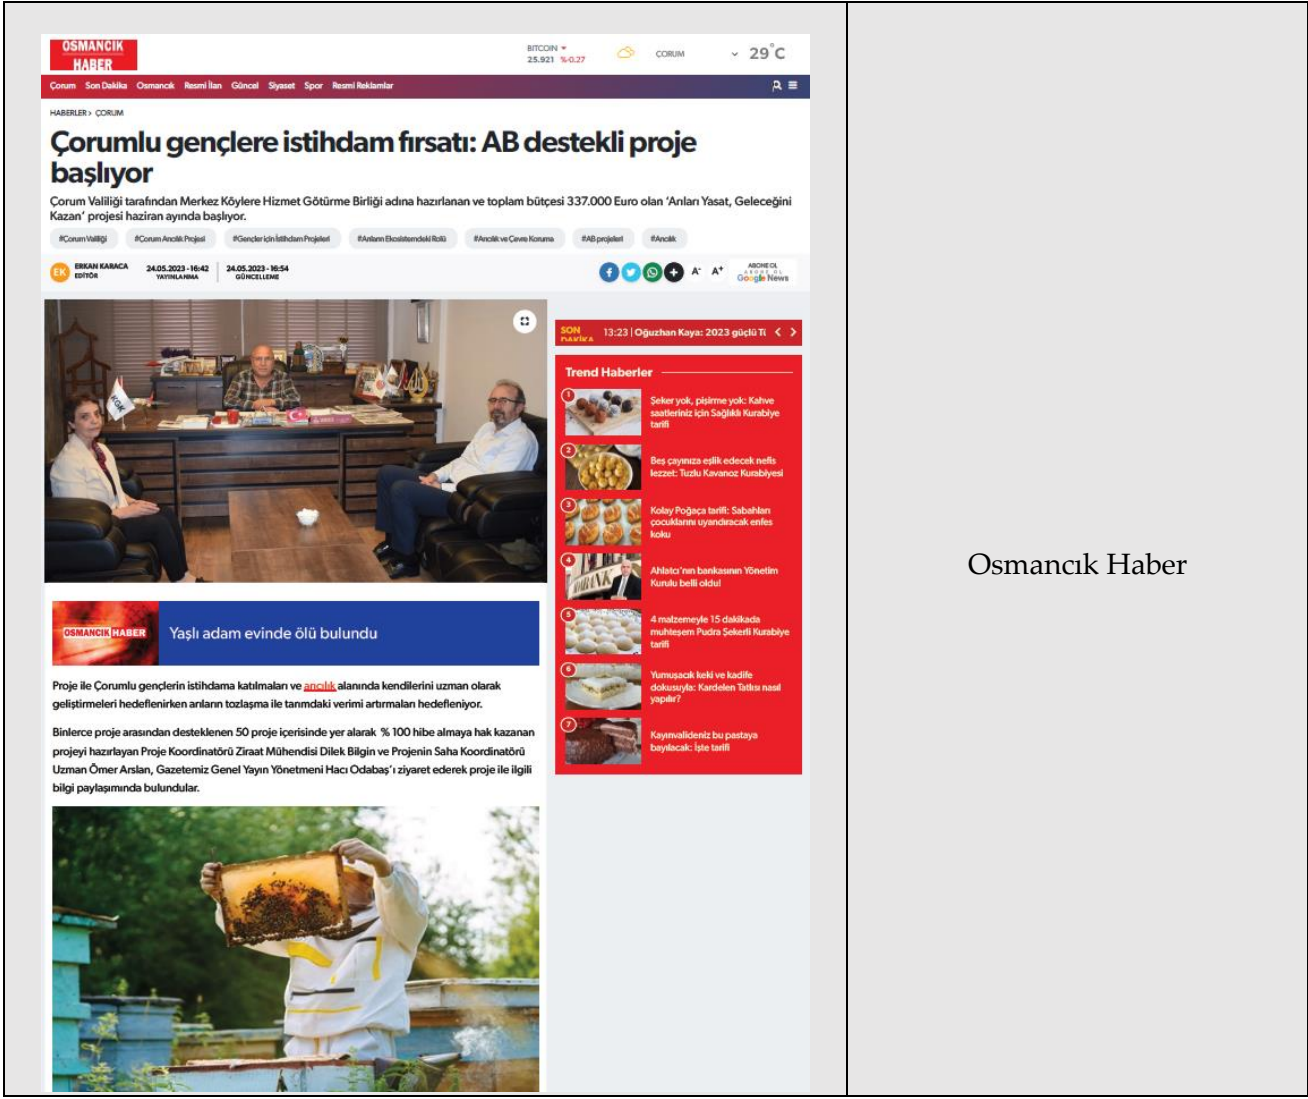 OSMANCIK
HABER
BITCOIN
25.921 %-0.27
ÇORUM
29°C
Çorum Son Dakika Osmancık Resmi İlan Güncel Siyaset Spor Resmi Reklamlar
HABERLER > ÇORUM
Çorumlu gençlere istihdam fırsatı: AB destekli proje
başlıyor
Çorum Valiliği tarafından Merkez Köylere Hizmet Götürme Birliği adına hazırlanan ve toplam bütçesi 337.000 Euro olan ‘Arıları Yasat, Geleceğini
Kazan’ projesi haziran ayında başlıyor.
#Çorum Valiliği #Çorum Arıcılık Projesi #Gençler için İstihdam Projeleri #Arıların Ekosistemdeki Rolü #Arıcılık ve Çevre Koruma #AB projeleri #Arıcılık
EK
ERKAN KARACA
EDİTÖR
24.05.2023 - 16:42
YAYINLANMA
24.05.2023 - 16:54
GÜNCELLEME
A- A+
ABONE OL
Google News
KGK
SON
DAKİKA
13:23 | Oğuzhan Kaya: 2023 güçlü Tü
Trend Haberler
1
Şeker yok, pişirme yok: Kahve
saatleriniz için Sağlıklı Kurabiye
tarifi
2
Beş çayınıza eşlik edecek nefis
lezzet: Tuzlu Kavanoz Kurabiyesi
3
Kolay Poğaça tarifi: Sabahları
çocuklarını uyandıracak enfes
koku
4
Ahlatcı’nın bankasının Yönetim
Kurulu belli oldu!
5
4 malzemeyle 15 dakikada
muhteşem Pudra Şekerli Kurabiye
tarifi
6
Yumuşacık keki ve kadife
dokusuyla: Kardelen Tatlısı nasıl
yapılır?
7
Kayınvalideniz bu pastaya
bayılacak: İşte tarifi
OSMANCIK HABER
Yaşlı adam evinde ölü bulundu
Proje ile Çorumlu gençlerin istihdama katılmaları ve arıcılık alanında kendilerini uzman olarak
geliştirmeleri hedeflenirken arıların tozlaşma ile tarımdaki verimi artırmaları hedefleniyor.
Binlerce proje arasından desteklenen 50 proje içerisinde yer alarak % 100 hibe almaya hak kazanan
projeyi hazırlayan Proje Koordinatörü Ziraat Mühendisi Dilek Bilgin ve Projenin Saha Koordinatörü
Uzman Ömer Arslan, Gazetemiz Genel Yayın Yönetmeni Hacı Odabaş’ı ziyaret ederek proje ile ilgili
bilgi paylaşımında bulundular.
Osmancık Haber